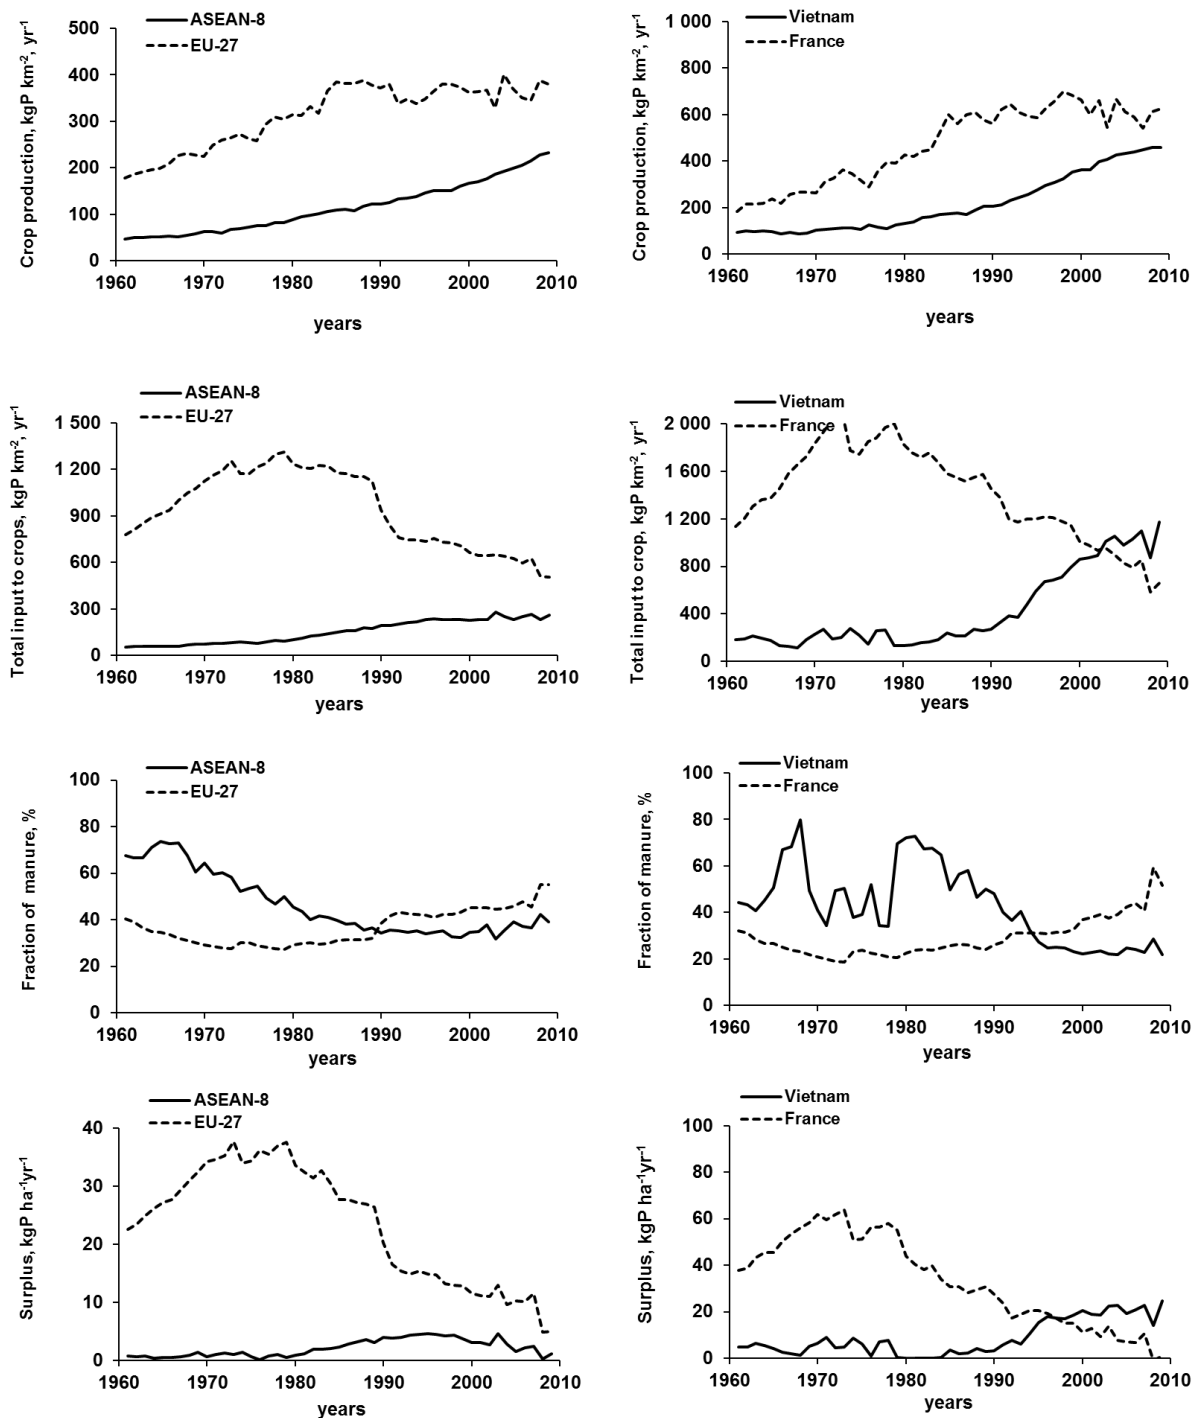 ASEAN-8
EU-27
Crop production, kgP km-2, yr-1
500
400
300
200
100
0
1960 1970 1980 1990 2000 2010
years
Vietnam
France
Crop production, kgP km-2, yr-1
1 000
800
600
400
200
0
1960 1970 1980 1990 2000 2010
years
ASEAN-8
EU-27
Total input to crops, kgP km-2, yr-1
1 500
1 200
900
600
300
0
1960 1970 1980 1990 2000 2010
years
Vietnam
France
Total input to crop, kgP km-2, yr-1
2 000
1 600
1 200
800
400
0
1960 1970 1980 1990 2000 2010
years
ASEAN-8
EU-27
Fraction of manure, %
100
80
60
40
20
0
1960 1970 1980 1990 2000 2010
years
Vietnam
France
Fraction of manure, %
100
80
60
40
20
0
1960 1970 1980 1990 2000 2010
years
ASEAN-8
EU-27
Surplus, kgP ha-1yr-1
40
30
20
10
0
1960 1970 1980 1990 2000 2010
years
Vietnam
France
Surplus, kgP ha-1yr-1
100
80
60
40
20
0
1960 1970 1980 1990 2000 2010
years